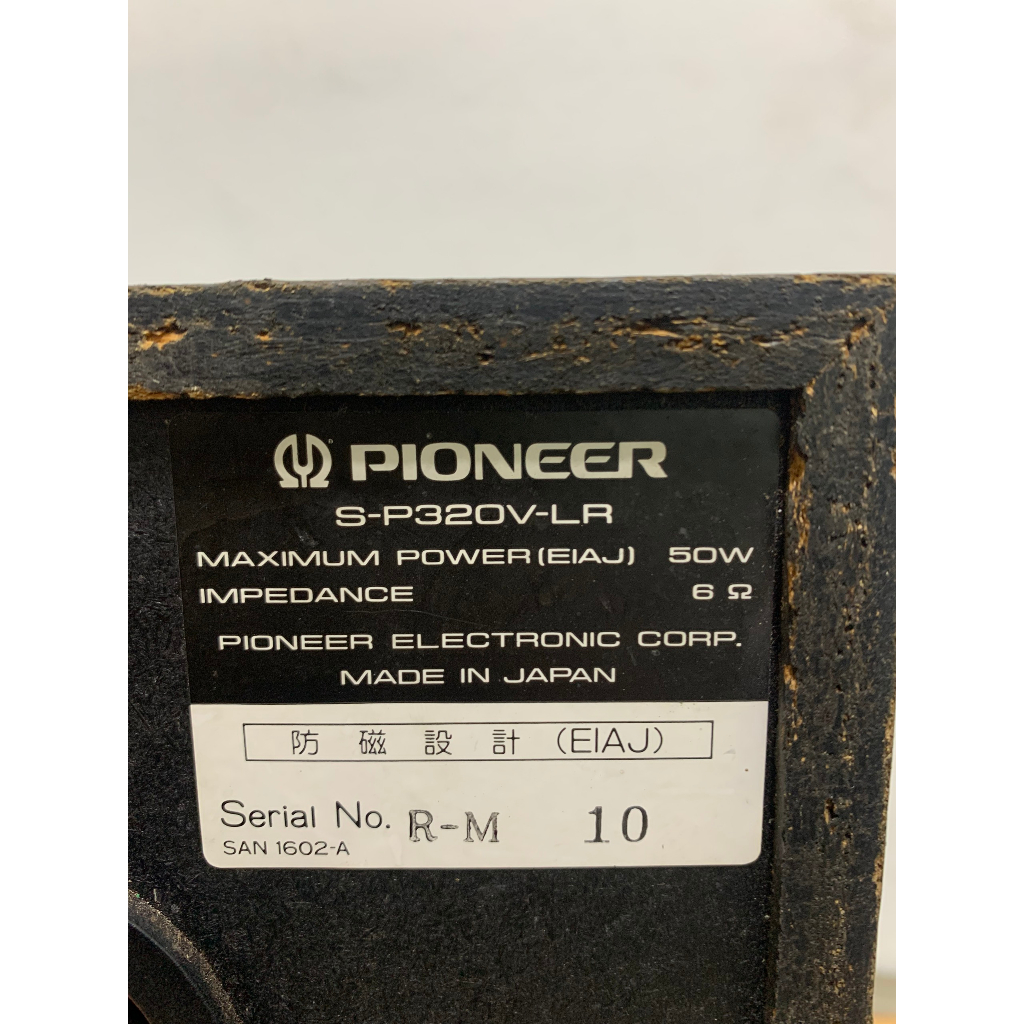 PIONEER
S-P320V-LR
MAXIMUM POWER (EIAJ) 50W
IMPEDANCE 6 Ω
PIONEER ELECTRONIC CORP.
MADE IN JAPAN
防磁設計 (EIAJ)
Serial No. R-M 10
SAN 1602-A